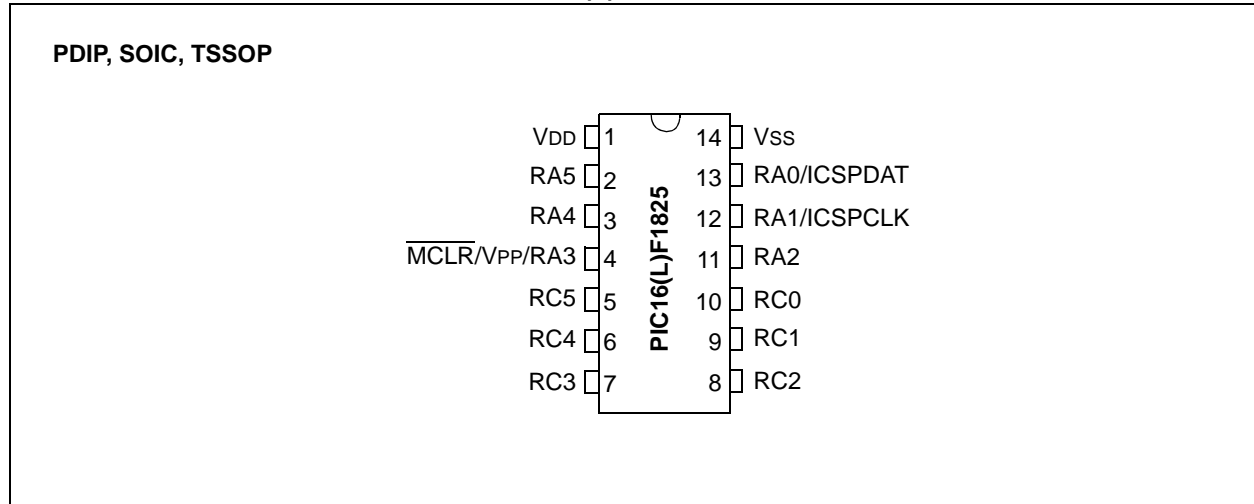 PDIP, SOIC, TSSOP
VDD 1 14 VSS
RA5 2 13 RA0/ICSPDAT
RA4 3 12 RA1/ICSPCLK
MCLR/VPP/RA3 4 11 RA2
RC5 5 10 RC0
RC4 6 9 RC1
RC3 7 8 RC2
PIC16(L)F1825